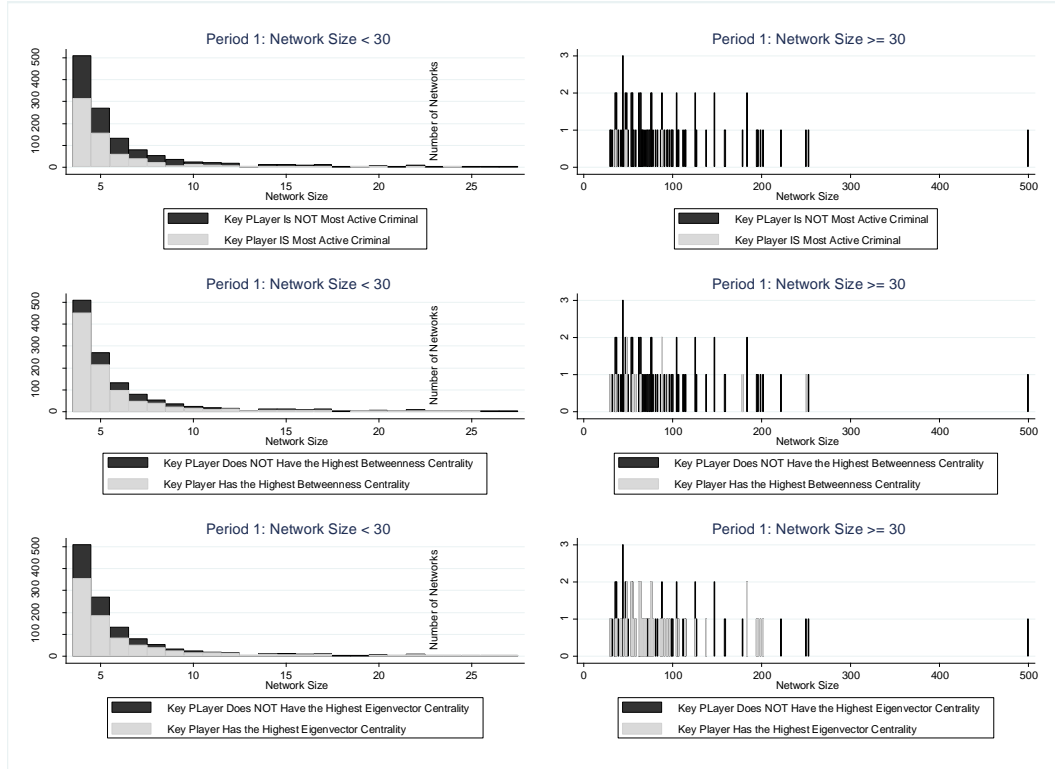 Period 1: Network Size < 30
0 100 200 300 400 500
Number of Networks
5 10 15 20 25
Network Size
Key PLayer Is NOT Most Active Criminal
Key Player IS Most Active Criminal
Period 1: Network Size >= 30
0 1 2 3
0 100 200 300 400 500
Network Size
Key PLayer Is NOT Most Active Criminal
Key Player IS Most Active Criminal
Period 1: Network Size < 30
0 100 200 300 400 500
Number of Networks
5 10 15 20 25
Network Size
Key PLayer Does NOT Have the Highest Betweenness Centrality
Key Player Has the Highest Betweenness Centrality
Period 1: Network Size >= 30
0 1 2 3
0 100 200 300 400 500
Network Size
Key PLayer Does NOT Have the Highest Betweenness Centrality
Key Player Has the Highest Betweenness Centrality
Period 1: Network Size < 30
0 100 200 300 400 500
Number of Networks
5 10 15 20 25
Network Size
Key PLayer Does NOT Have the Highest Eigenvector Centrality
Key Player Has the Highest Eigenvector Centrality
Period 1: Network Size >= 30
0 1 2 3
0 100 200 300 400 500
Network Size
Key PLayer Does NOT Have the Highest Eigenvector Centrality
Key Player Has the Highest Eigenvector Centrality